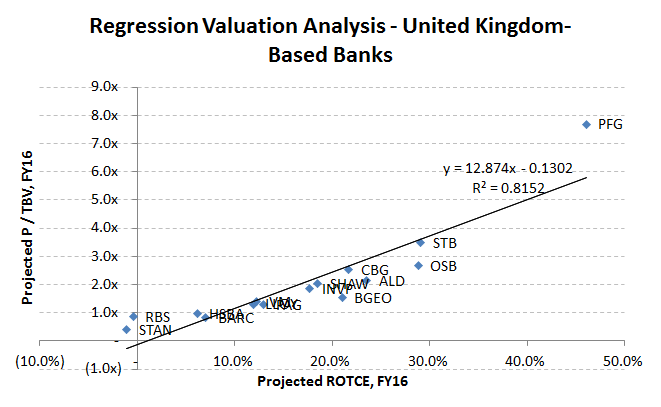 Regression Valuation Analysis - United Kingdom-
Based Banks
Projected P / TBV, FY16
9.0x
8.0x
7.0x
6.0x
5.0x
4.0x
3.0x
2.0x
1.0x
-
(1.0x)
PFG
y = 12.874x - 0.1302
R² = 0.8152
STB
OSB
CBG
ALD
SHAW
INVP
BGEO
VM
HSBA
BARC
RBS
STAN
(10.0%)
10.0%
20.0%
30.0%
40.0%
50.0%
Projected ROTCE, FY16